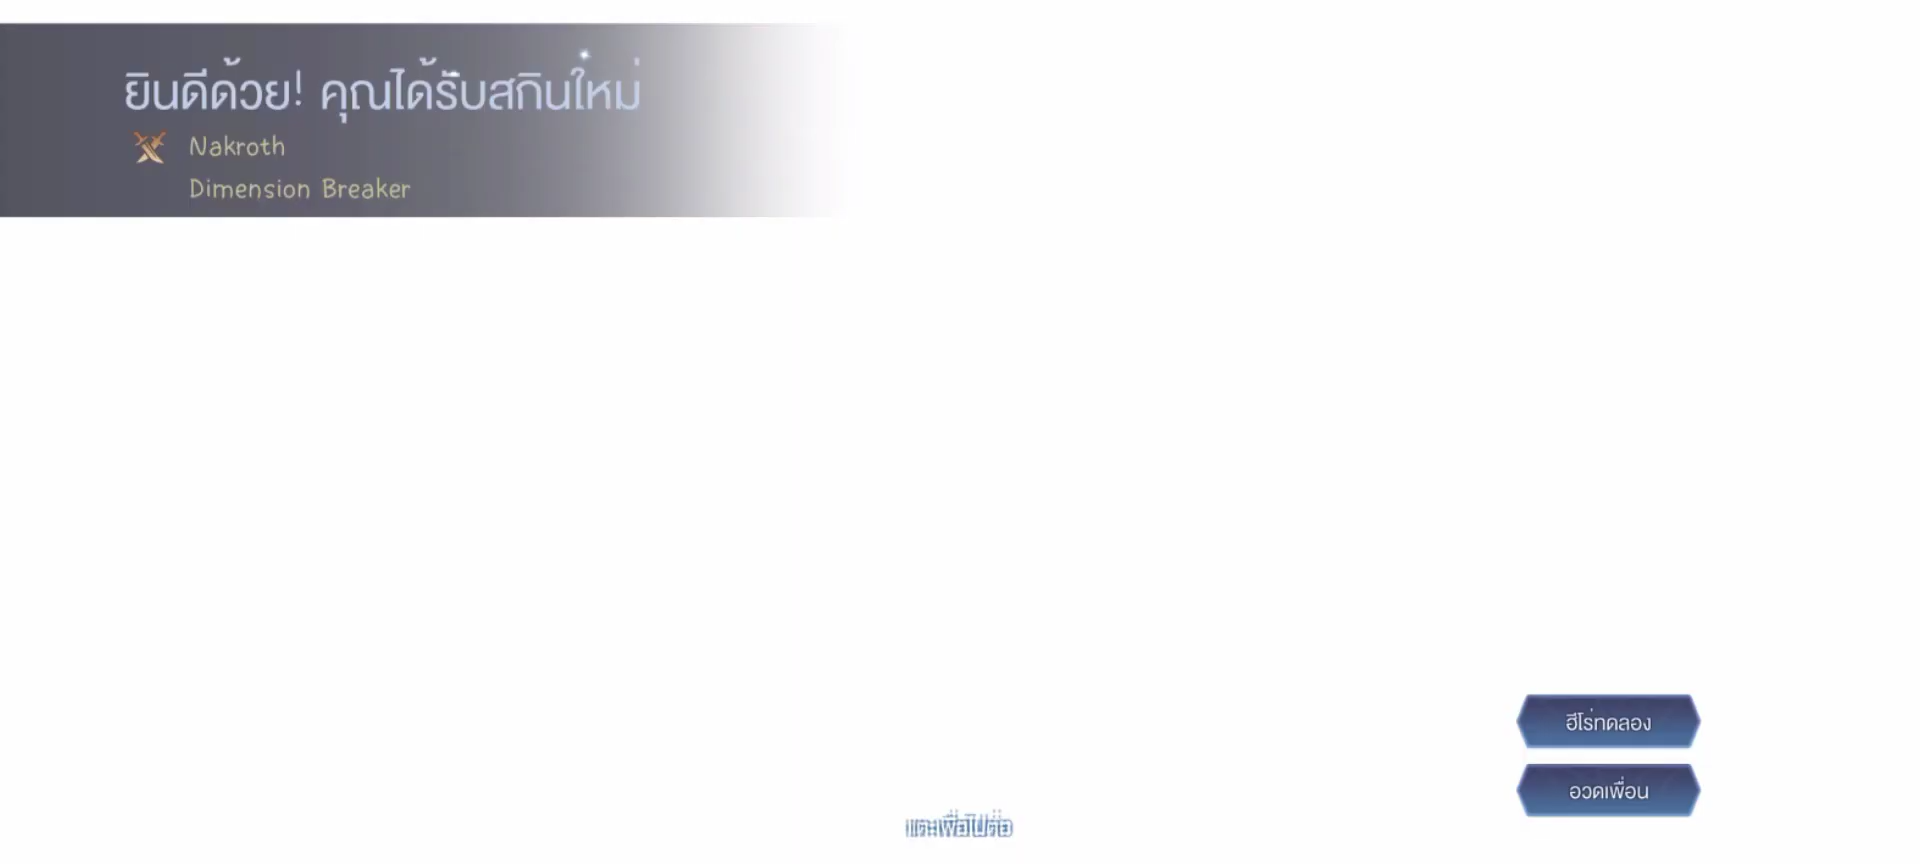 ยินดีด้วย! คุณได้รับสกินใหม่
Nakroth
Dimension Breaker
ฮีโร่ทดลอง
อวดเพื่อน
แตะเพื่อไปต่อ